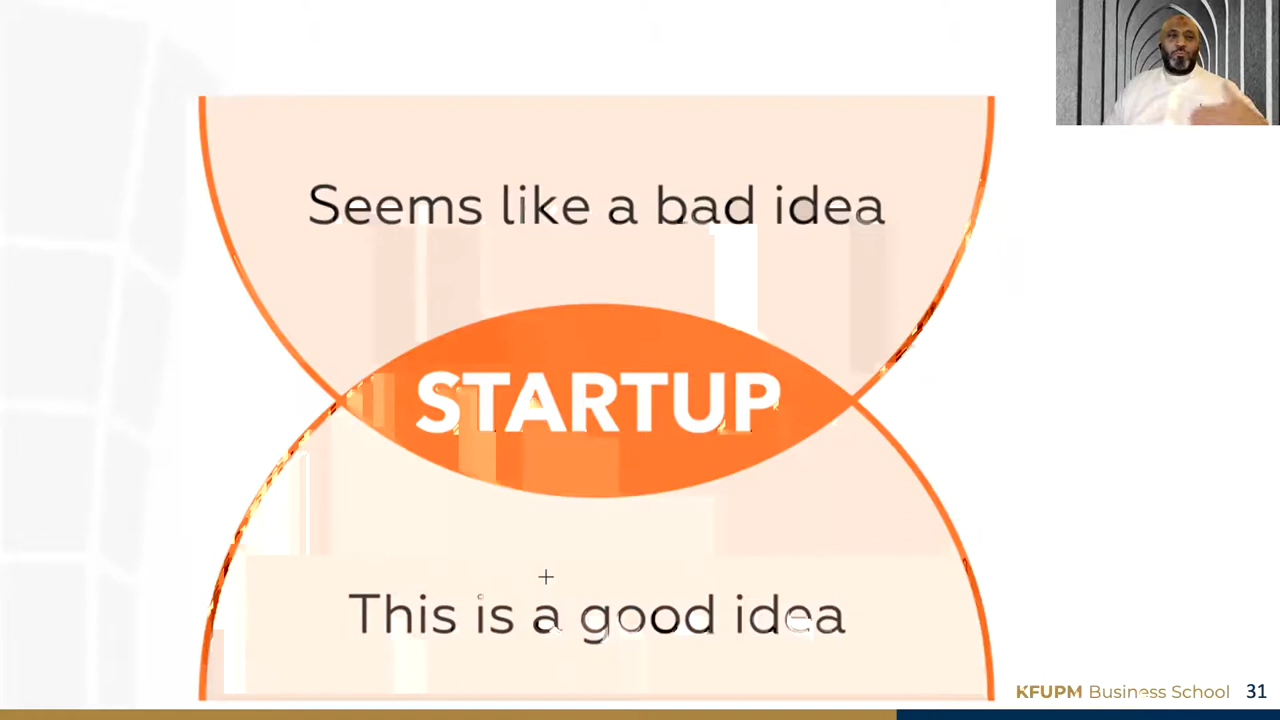 Seems like a bad idea
STARTUP
This is a good idea
KFUPM Business School 31